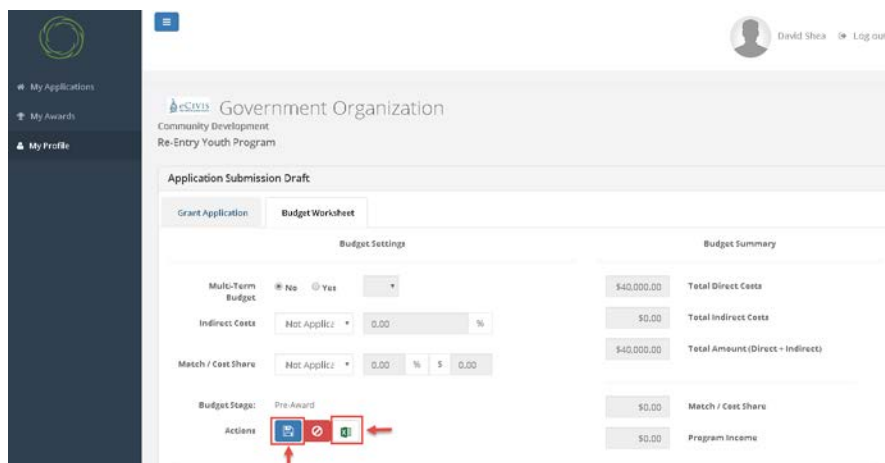 David Shea Log out
My Applications
My Awards
My Profile
eCIVIS Government Organization
Community Development
Re-Entry Youth Program
Application Submission Draft
Grant Application Budget Worksheet
Budget Settings Budget Summary
Multi-Term Budget No Yes
$40,000.00 Total Direct Costs
Indirect Costs Not Applica 0.00 %
$0.00 Total Indirect Costs
$40,000.00 Total Amount (Direct + Indirect)
Match / Cost Share Not Applica 0.00 % $ 0.00
Budget Stage: Pre-Award
$0.00 Match / Cost Share
Actions
$0.00 Program Income